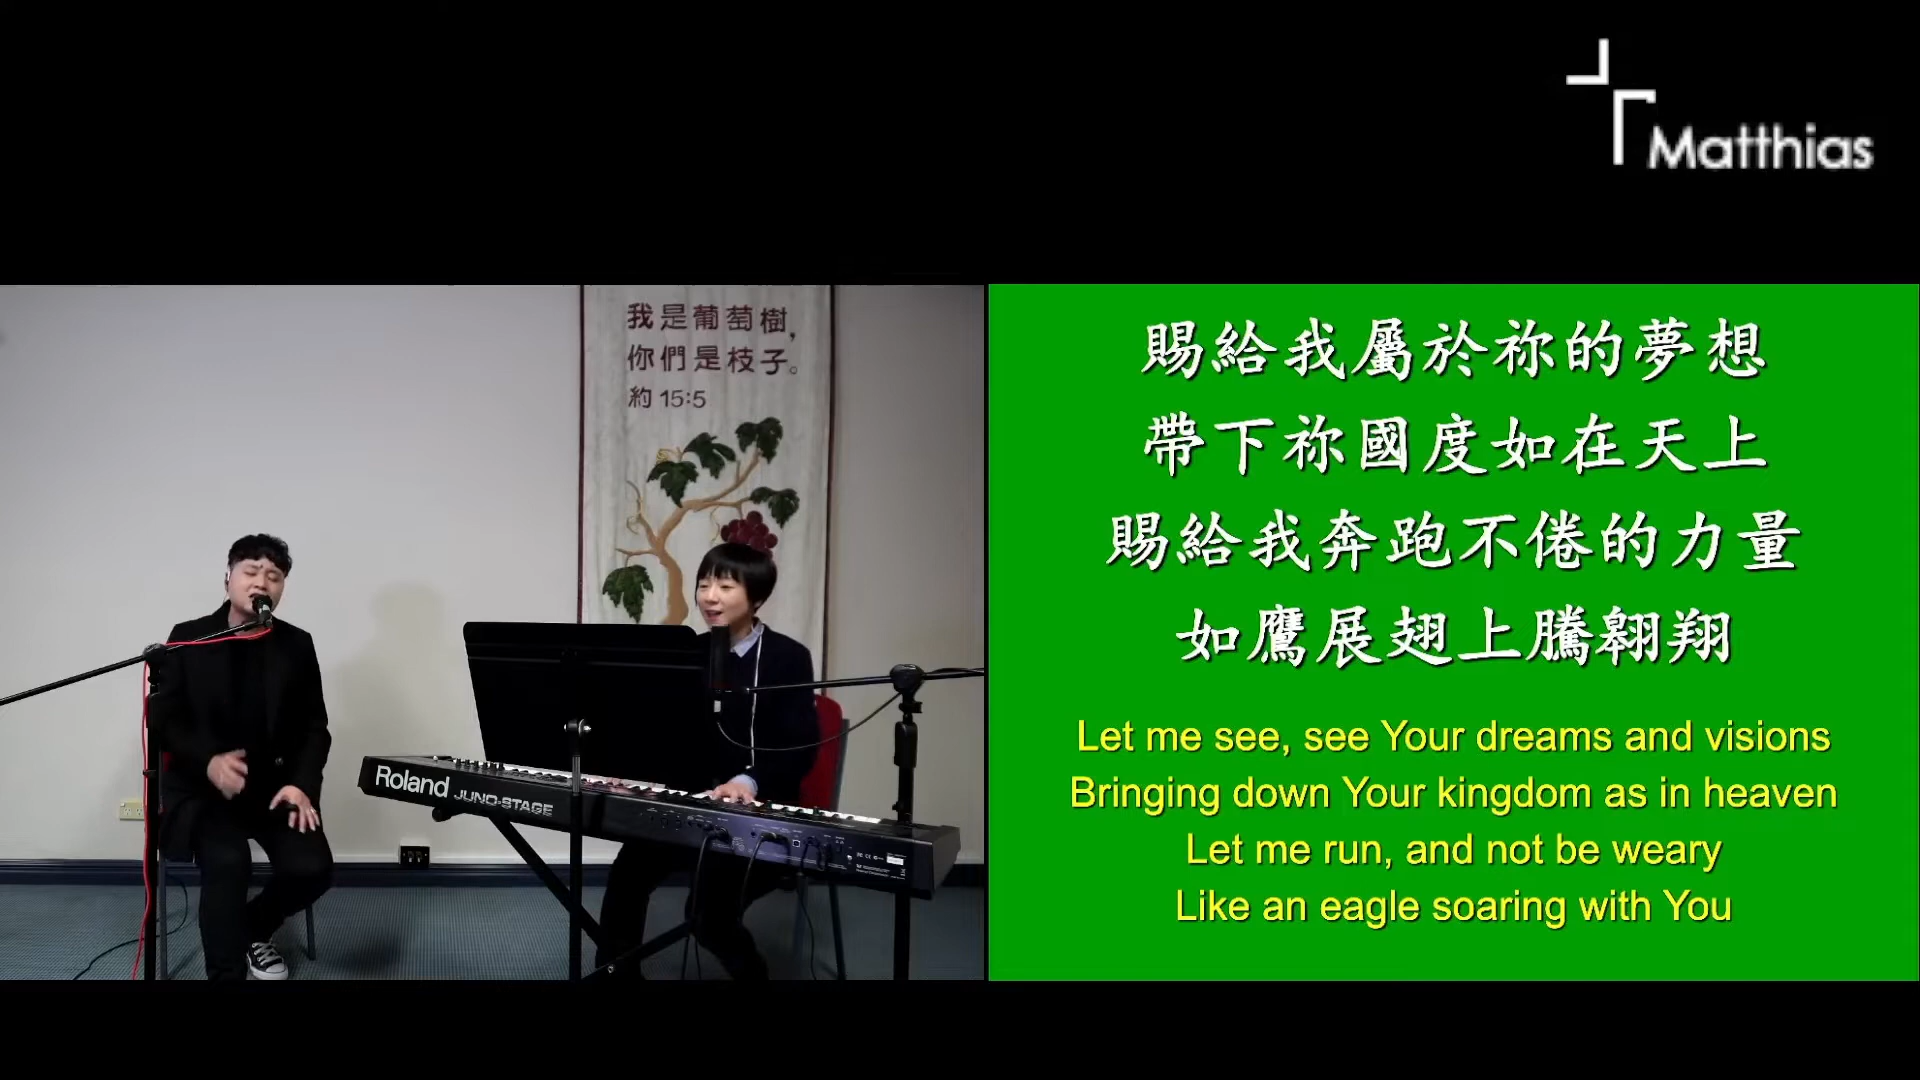 Matthias
我是葡萄樹，
你們是枝子。
約 15:5
Roland JUNO-STAGE
賜給我屬於祢的夢想
帶下祢國度如在天上
賜給我奔跑不倦的力量
如鷹展翅上騰翱翔
Let me see, see Your dreams and visions
Bringing down Your kingdom as in heaven
Let me run, and not be weary
Like an eagle soaring with You